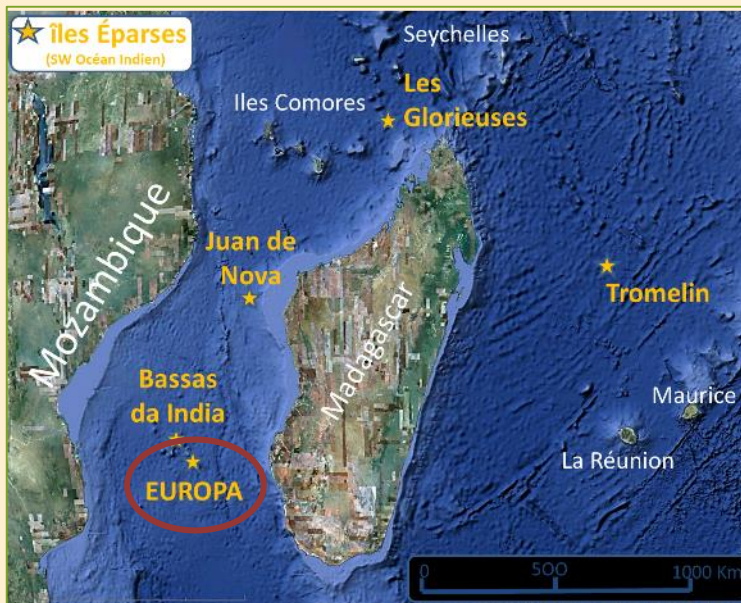 îles Éparses
(SW Océan Indien)
Seychelles
Les
Glorieuses
Iles Comores
Mozambique
Juan de
Nova
Madagascar
Tromelin
Bassas
da India
Maurice
La Réunion
EUROPA
0 500 1000 Km